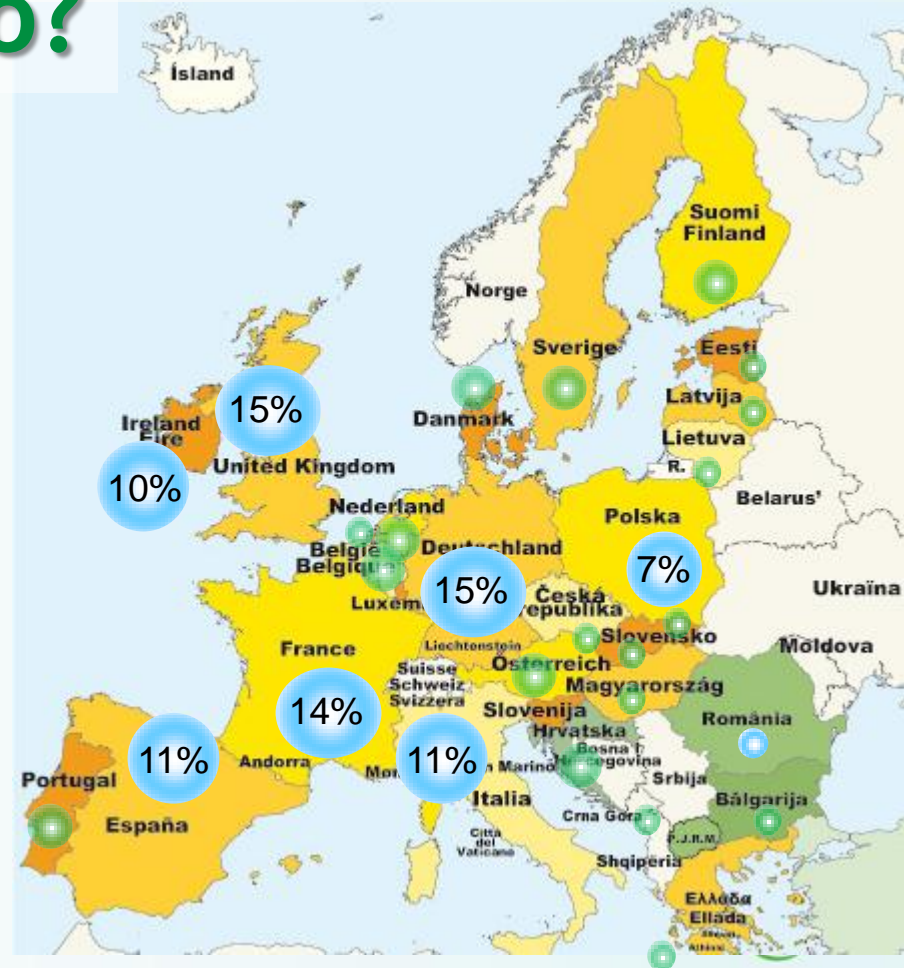 o?
Ísland
Suomi
Finland
Norge
Sverige
Eesti
Danmark
Latvija
Lietuva
R.
Ireland
Eire
15%
United Kingdom
10%
Belarus'
Nederland
Polska
België
Belgique
Deutschland
7%
15%
Luxem
Česká
republika
Ukraïna
Slovensko
France
Liechtenstein
Moldova
Suisse
Schweiz
Svizzera
Österreich
Magyarország
14%
Slovenija
România
Hrvatska
Bosna i
Hercegovina
11%
Andorra
Mon
11%
n Marino
Srbija
Portugal
Italia
Bălgarija
España
Crna Gora
P.J.R.M.
Città
del
Vaticano
Shqipëria
Ελλάδα
Ellada